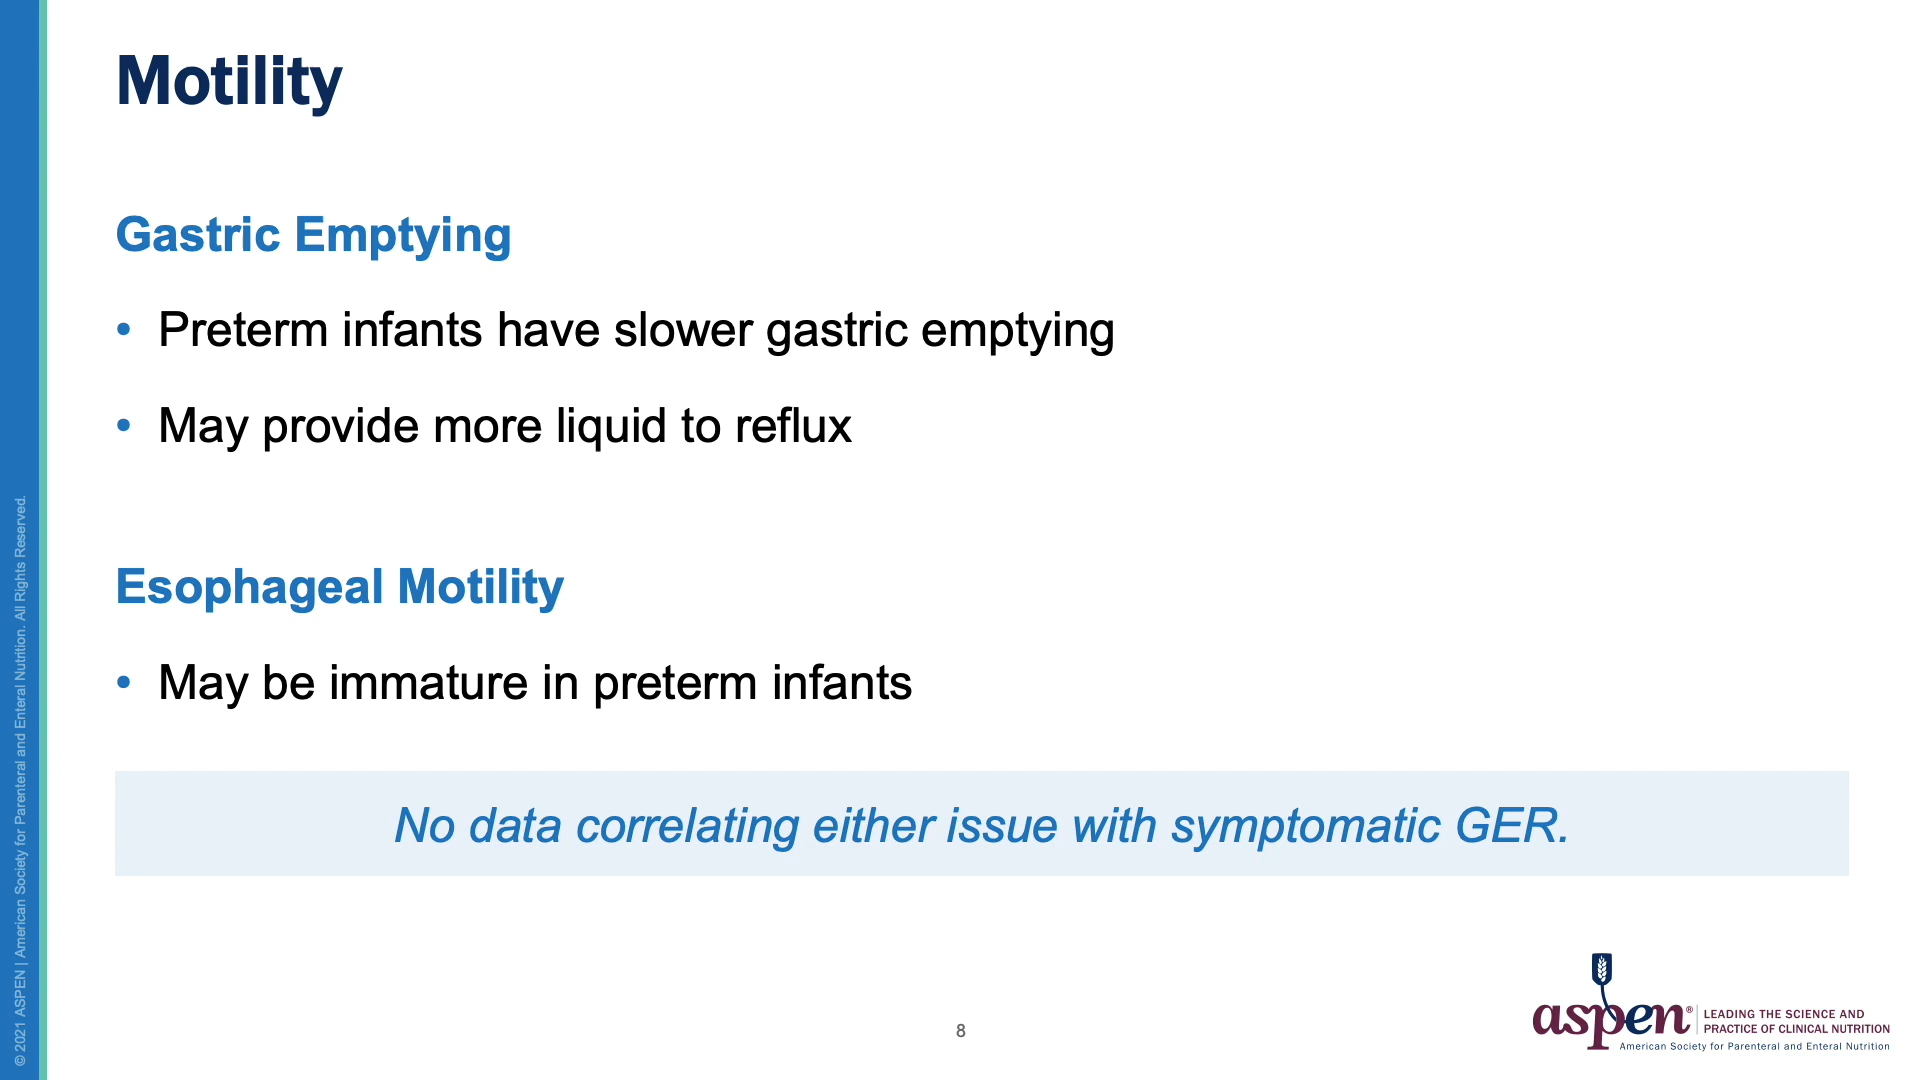 Motility
Gastric Emptying
• Preterm infants have slower gastric emptying
• May provide more liquid to reflux
Esophageal Motility
• May be immature in preterm infants
No data correlating either issue with symptomatic GER.
© 2021 ASPEN | American Society for Parenteral and Enteral Nutrition. All Rights Reserved.
8
aspen®
LEADING THE SCIENCE AND
PRACTICE OF CLINICAL NUTRITION
American Society for Parenteral and Enteral Nutrition